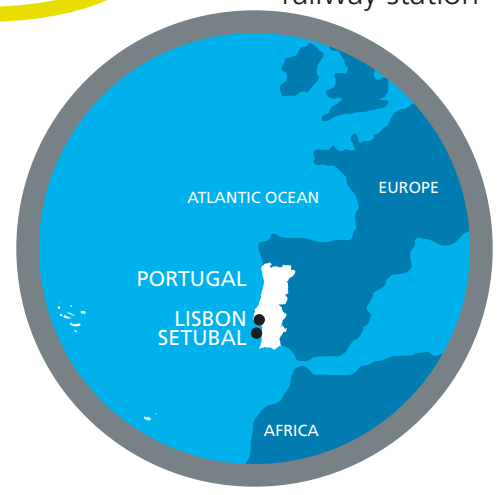 railway station
ATLANTIC OCEAN
EUROPE
PORTUGAL
LISBON
SETUBAL
AFRICA